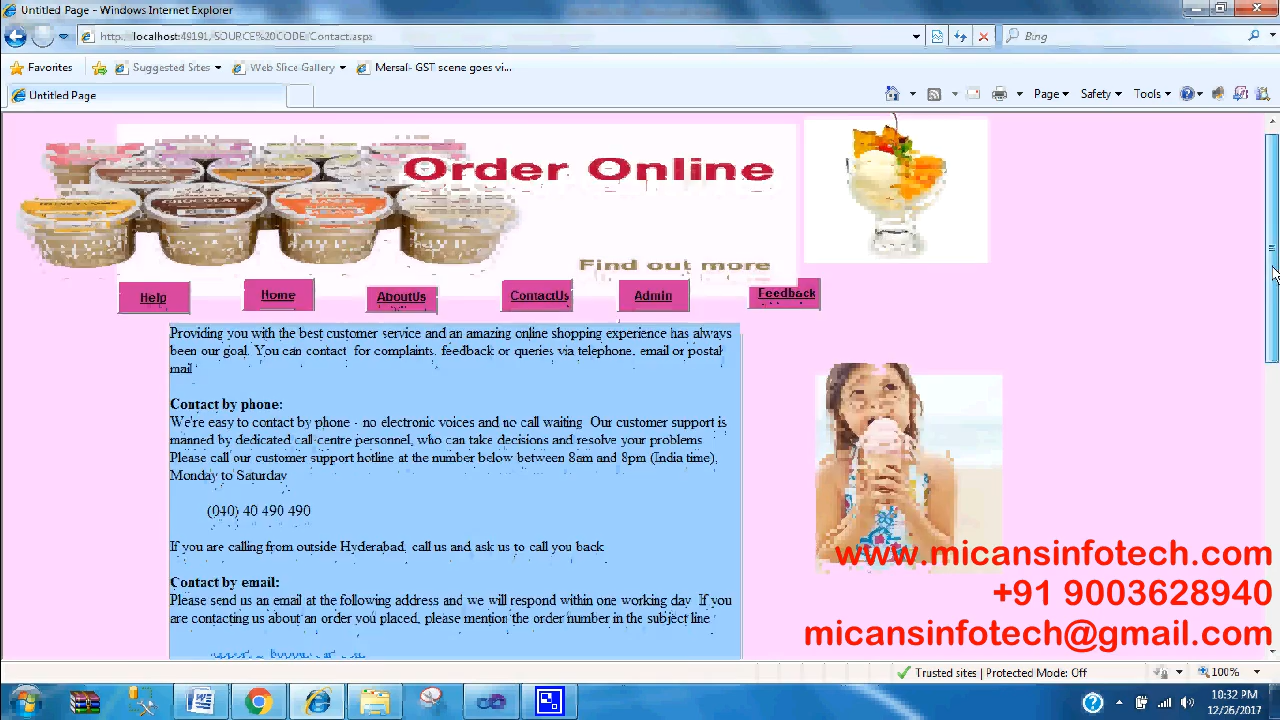 Untitled Page - Windows Internet Explorer
http://localhost:49191/SOURCE%20CODE/Contact.aspx
Bing
Favorites
Suggested Sites
Web Slice Gallery
Mersal- GST scene goes vi...
Untitled Page
Page
Safety
Tools
Order Online
CHOCOLATE
Find out more
Help
Home
AboutUs
ContactUs
Admin
Feedback
Providing you with the best customer service and an amazing online shopping experience has always
been our goal. You can contact for complaints, feedback or queries via telephone, email or postal
mail
Contact by phone:
We're easy to contact by phone - no electronic voices and no call waiting. Our customer support is
manned by dedicated call-centre personnel, who can take decisions and resolve your problems
Please call our customer support hotline at the number below between 8am and 8pm (India time),
Monday to Saturday
(040) 40 490 490
If you are calling from outside Hyderabad, call us and ask us to call you back
Contact by email:
Please send us an email at the following address and we will respond within one working day. If you
are contacting us about an order you placed, please mention the order number in the subject line
www.micansinfotech.com
+91 9003628940
micansinfotech@gmail.com
Trusted sites | Protected Mode: Off
100%
10:32 PM
12/26/2017